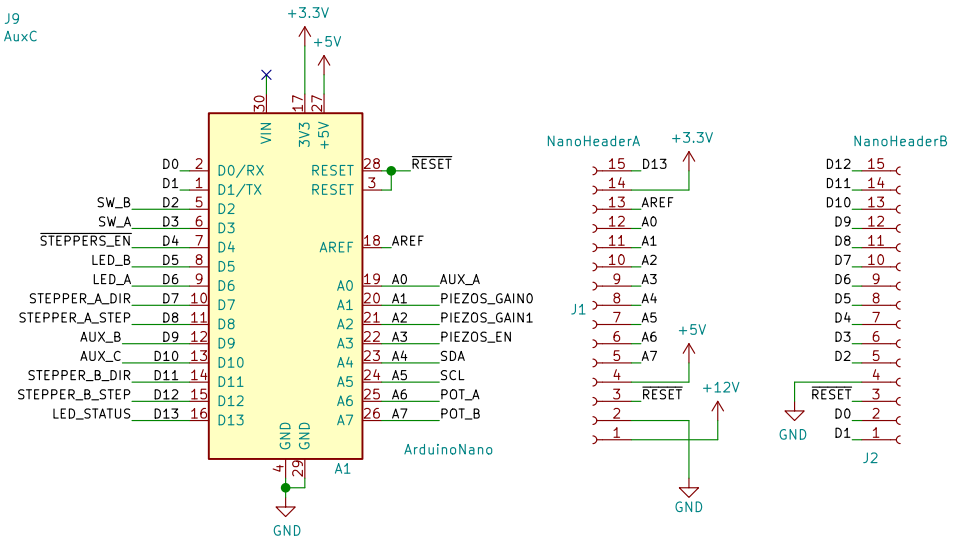 J9
AuxC
+3.3V
+5V
30 17 27
VIN 3V3 +5V
D0 2 D0/RX RESET 28 RESET
D1 1 D1/TX RESET 3
SW_B D2 5 D2
SW_A D3 6 D3
STEPPERS_EN D4 7 D4 AREF 18 AREF
LED_B D5 8 D5
LED_A D6 9 D6 A0 19 A0 AUX_A
STEPPER_A_DIR D7 10 D7 A1 20 A1 PIEZOS_GAIN0
STEPPER_A_STEP D8 11 D8 A2 21 A2 PIEZOS_GAIN1
AUX_B D9 12 D9 A3 22 A3 PIEZOS_EN
AUX_C D10 13 D10 A4 23 A4 SDA
STEPPER_B_DIR D11 14 D11 A5 24 A5 SCL
STEPPER_B_STEP D12 15 D12 A6 25 A6 POT_A
LED_STATUS D13 16 D13 A7 26 A7 POT_B
GND GND
4 29
A1
ArduinoNano
GND
NanoHeaderA
+3.3V
15 D13
14
13 AREF
12 A0
11 A1
10 A2
9 A3
8 A4
J1
7 A5
+5V
6 A6
5 A7
4
3 RESET
+12V
2
1
GND
NanoHeaderB
D12 15
D11 14
D10 13
D9 12
D8 11
D7 10
D6 9
D5 8
D4 7
D3 6
D2 5
4
RESET 3
D0 2
GND
D1 1
J2